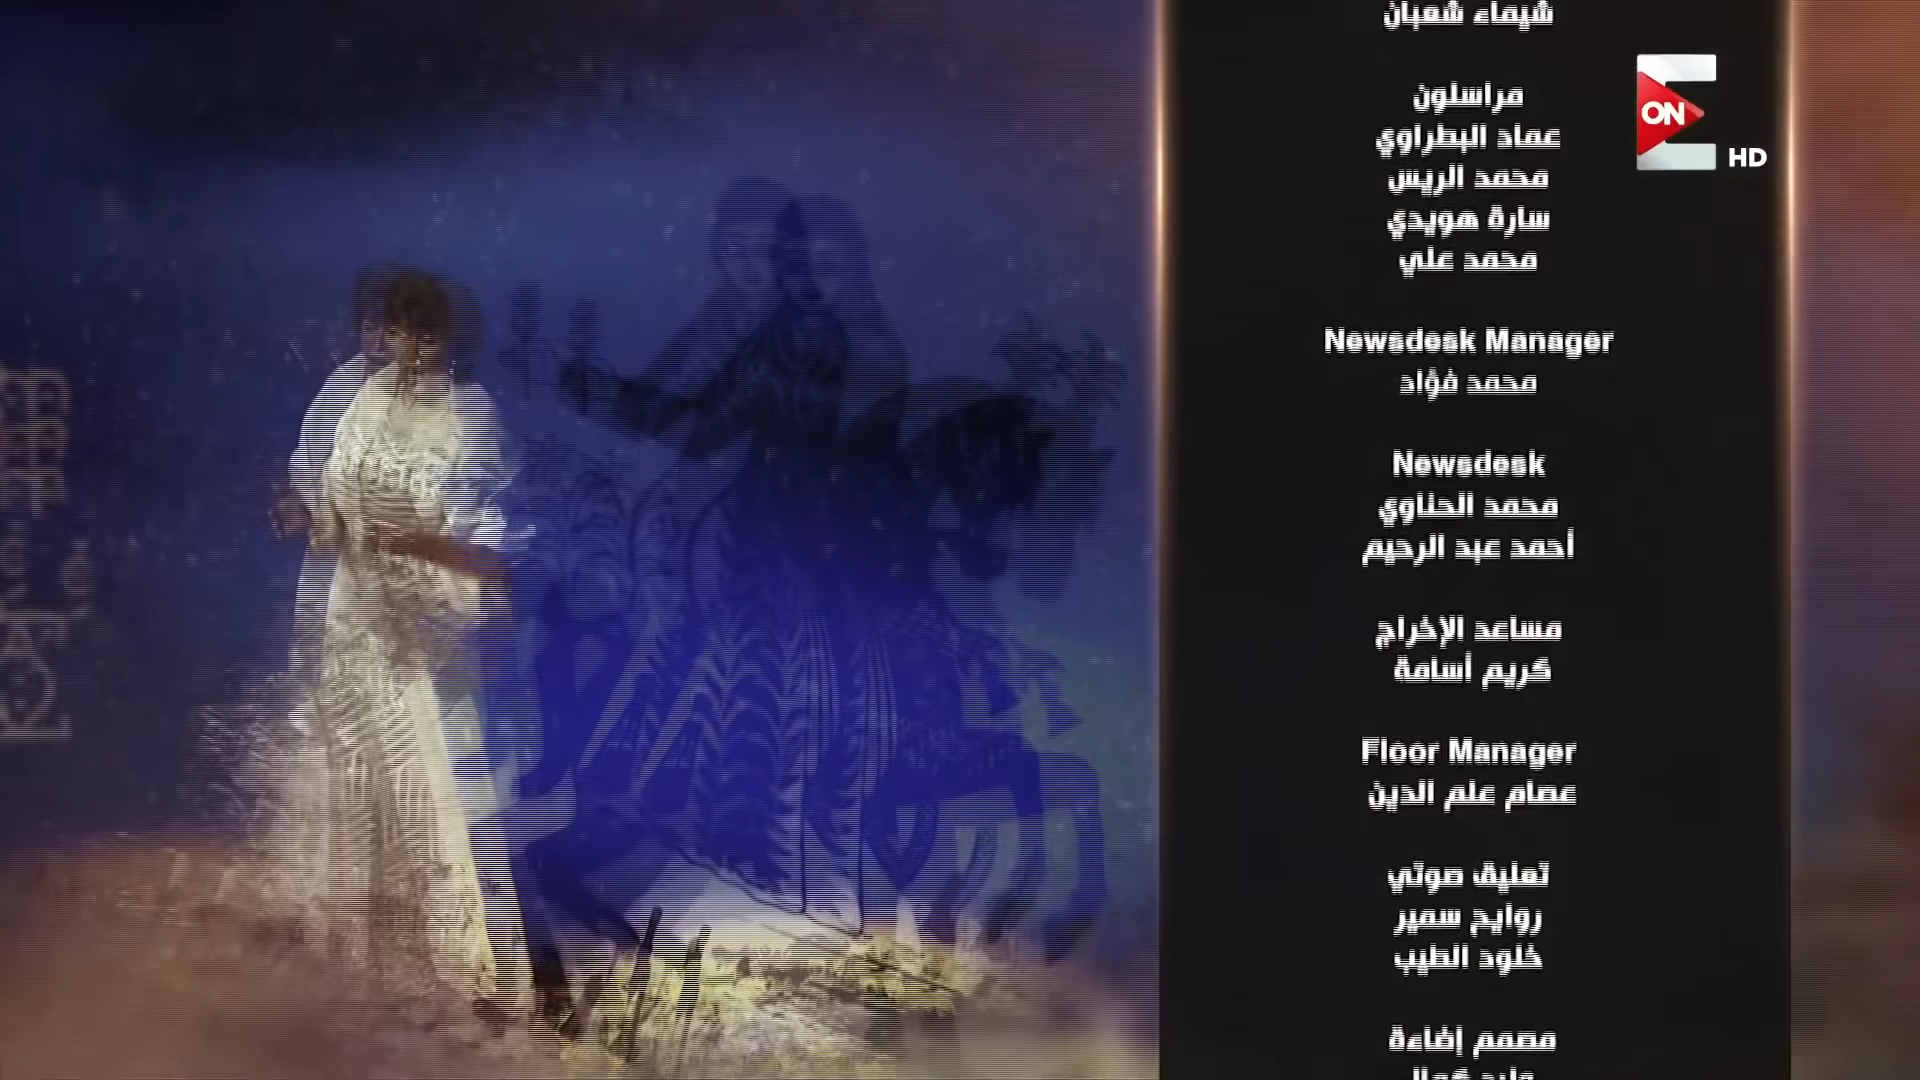 شيماء شعبان
ON
E
HD
مراسلون
عماد البطراوي
محمد الريس
سارة هويدي
محمد علي
Newsdesk Manager
محمد فؤاد
Newsdesk
محمد الحناوي
أحمد عبد الرحيم
مساعد الإخراج
كريم أسامة
Floor Manager
عصام علم الدين
تعليق صوتي
روايح سمير
خلود الطيب
مصمم إضاءة